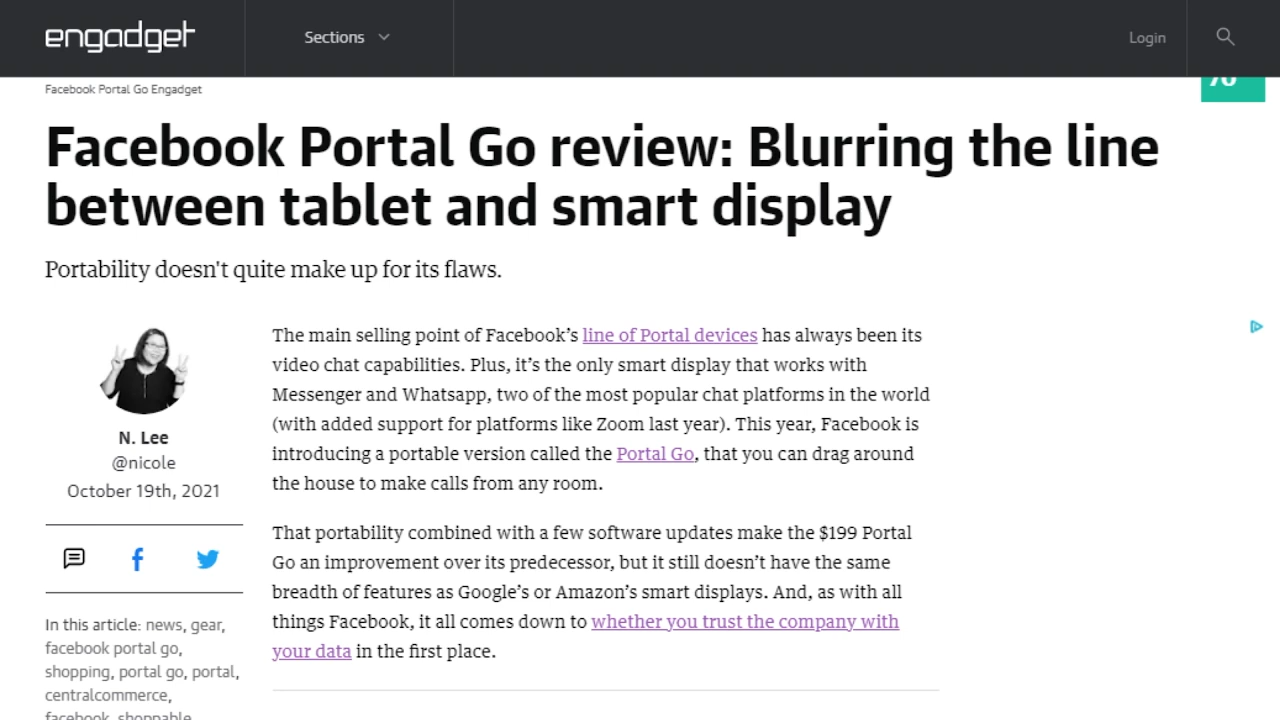 engadget
Sections
Login
Facebook Portal Go Engadget
Facebook Portal Go review: Blurring the line
between tablet and smart display
Portability doesn't quite make up for its flaws.
N. Lee
@nicole
October 19th, 2021
In this article: news, gear,
facebook portal go,
shopping, portal go, portal,
centralcommerce,
facebook, shoppable
The main selling point of Facebook’s line of Portal devices has always been its
video chat capabilities. Plus, it’s the only smart display that works with
Messenger and Whatsapp, two of the most popular chat platforms in the world
(with added support for platforms like Zoom last year). This year, Facebook is
introducing a portable version called the Portal Go, that you can drag around
the house to make calls from any room.
That portability combined with a few software updates make the $199 Portal
Go an improvement over its predecessor, but it still doesn’t have the same
breadth of features as Google’s or Amazon’s smart displays. And, as with all
things Facebook, it all comes down to whether you trust the company with
your data in the first place.